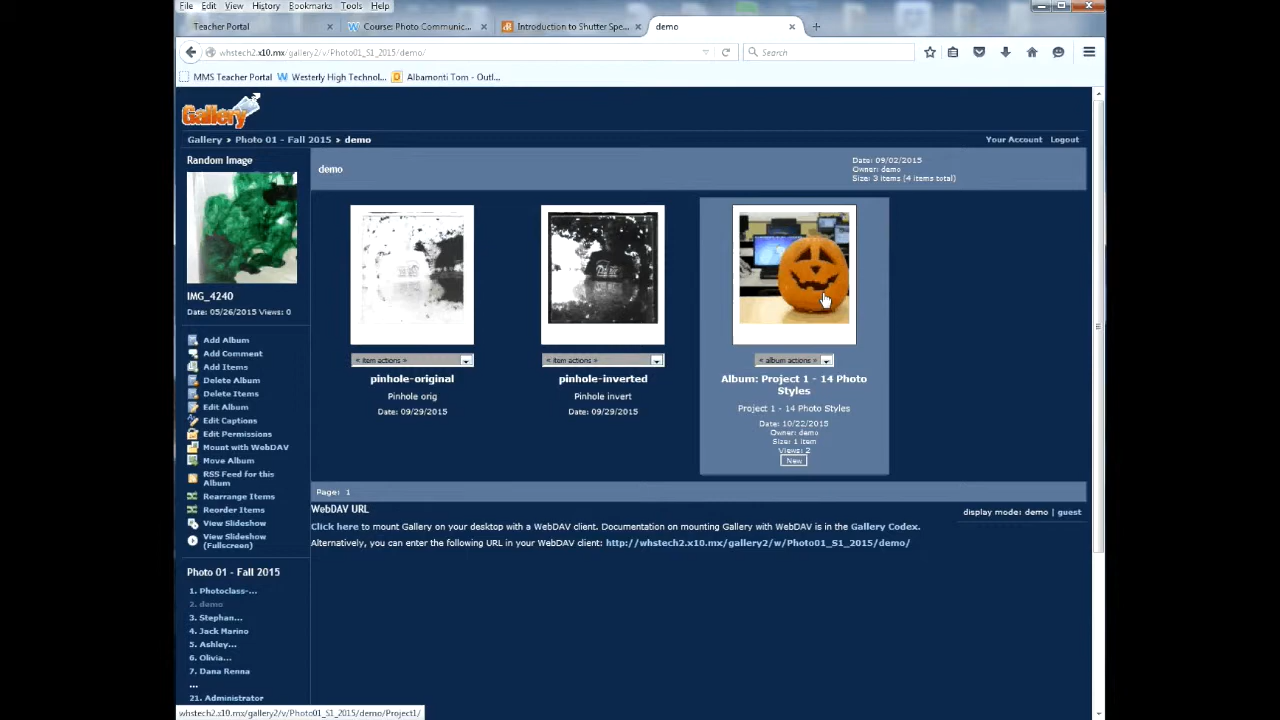 File Edit View History Bookmarks Tools Help
Teacher Portal
Course: Photo Communic...
Introduction to Shutter Spe...
demo
whstech2.x10.mx/gallery2/v/Photo01_S1_2015/demo/
Search
MMS Teacher Portal
Westerly High Technol...
Albamonti Tom - Outl...
Gallery
Gallery » Photo 01 - Fall 2015 » demo
Your Account Logout
Random Image
IMG_4240
Date: 05/26/2015 Views: 0
Add Album
Add Comment
Add Items
Delete Album
Delete Items
Edit Album
Edit Captions
Edit Permissions
Mount with WebDAV
Move Album
RSS Feed for this
Album
Rearrange Items
Reorder Items
View Slideshow
View Slideshow
(Fullscreen)
Photo 01 - Fall 2015
1. Photoclass-...
2. demo
3. Stephan...
4. Jack Marino
5. Ashley...
6. Olivia...
7. Dana Renna
...
21. Administrator
demo
Date: 09/02/2015
Owner: demo
Size: 3 items (4 items total)
« item actions »
pinhole-original
Pinhole orig
Date: 09/29/2015
« item actions »
pinhole-inverted
Pinhole invert
Date: 09/29/2015
« album actions »
Album: Project 1 - 14 Photo
Styles
Project 1 - 14 Photo Styles
Date: 10/22/2015
Owner: demo
Size: 1 item
Views: 2
New
Page: 1
WebDAV URL
display mode: demo | guest
Click here to mount Gallery on your desktop with a WebDAV client. Documentation on mounting Gallery with WebDAV is in the Gallery Codex.
Alternatively, you can enter the following URL in your WebDAV client: http://whstech2.x10.mx/gallery2/w/Photo01_S1_2015/demo/
whstech2.x10.mx/gallery2/v/Photo01_S1_2015/demo/Project1/